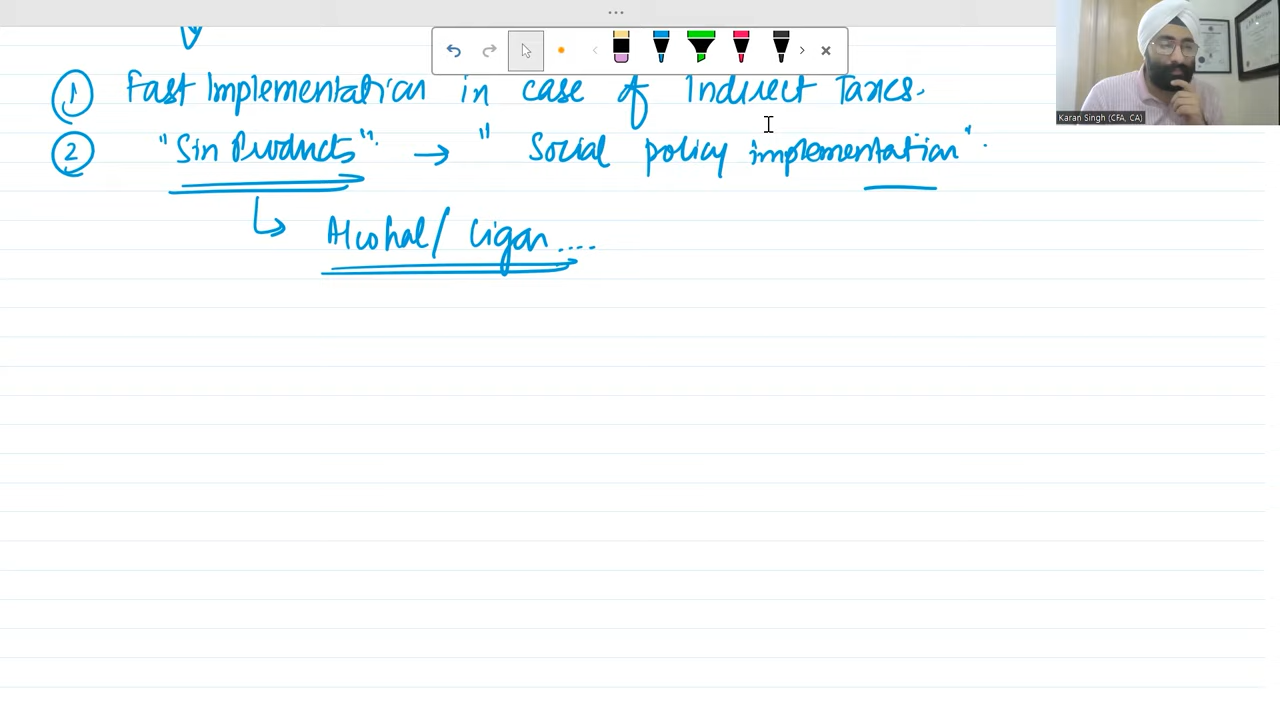 ① Fast Implementation in case of Indirect Taxes.
② "Sin Products". → "Social policy implementation".
↳ Alcohal/ Cigar....
Karan Singh (CFA, CA)